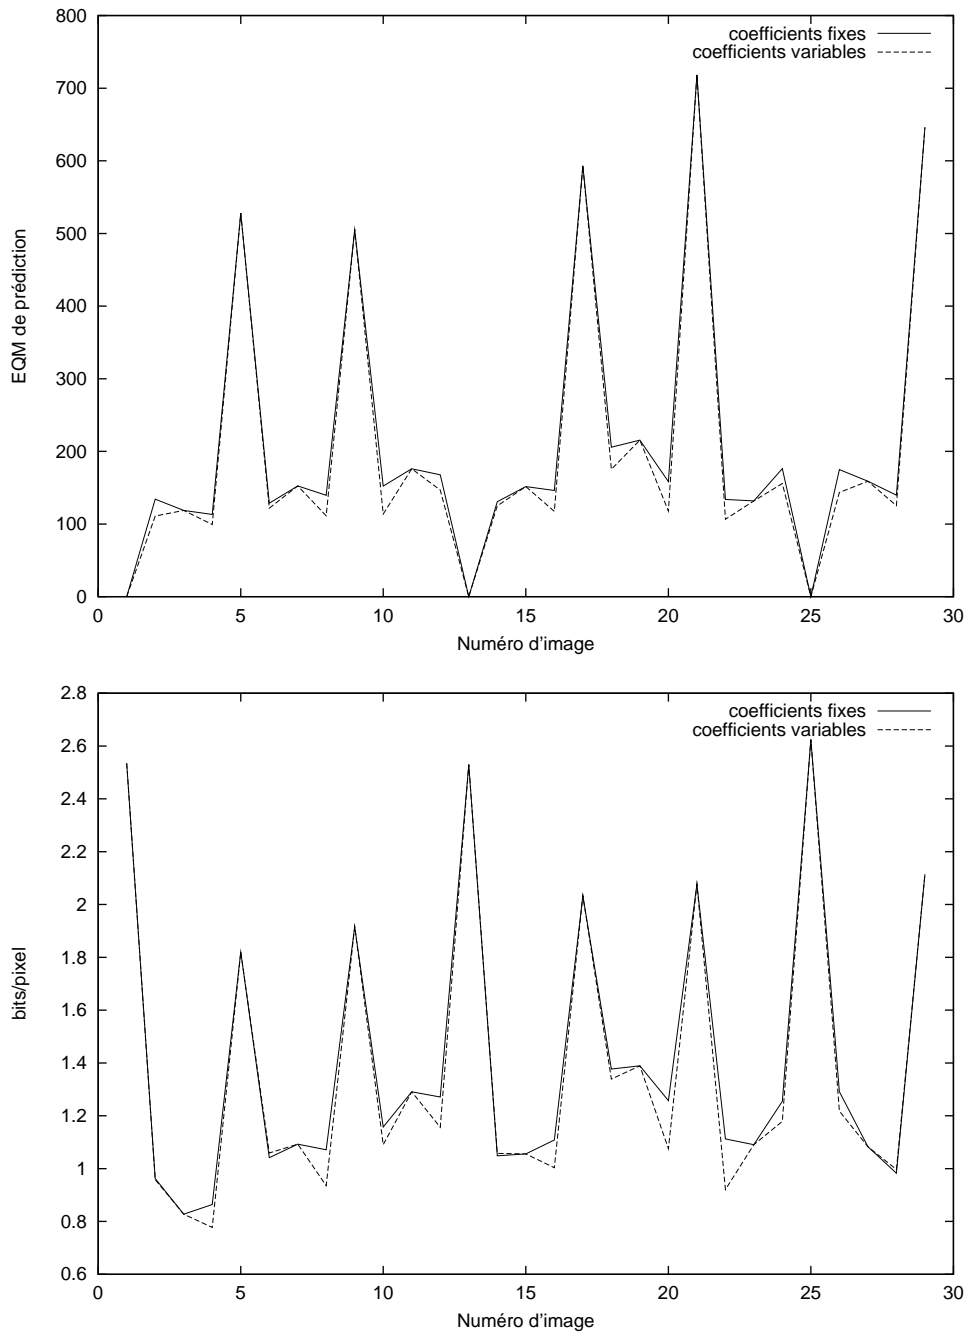 800
700
600
500
400
300
200
100
0
EQM de prédiction
coefficients fixes
coefficients variables
0 5 10 15 20 25 30
Numéro d'image
2.8
2.6
2.4
2.2
2
1.8
1.6
1.4
1.2
1
0.8
0.6
bits/pixel
coefficients fixes
coefficients variables
0 5 10 15 20 25 30
Numéro d'image